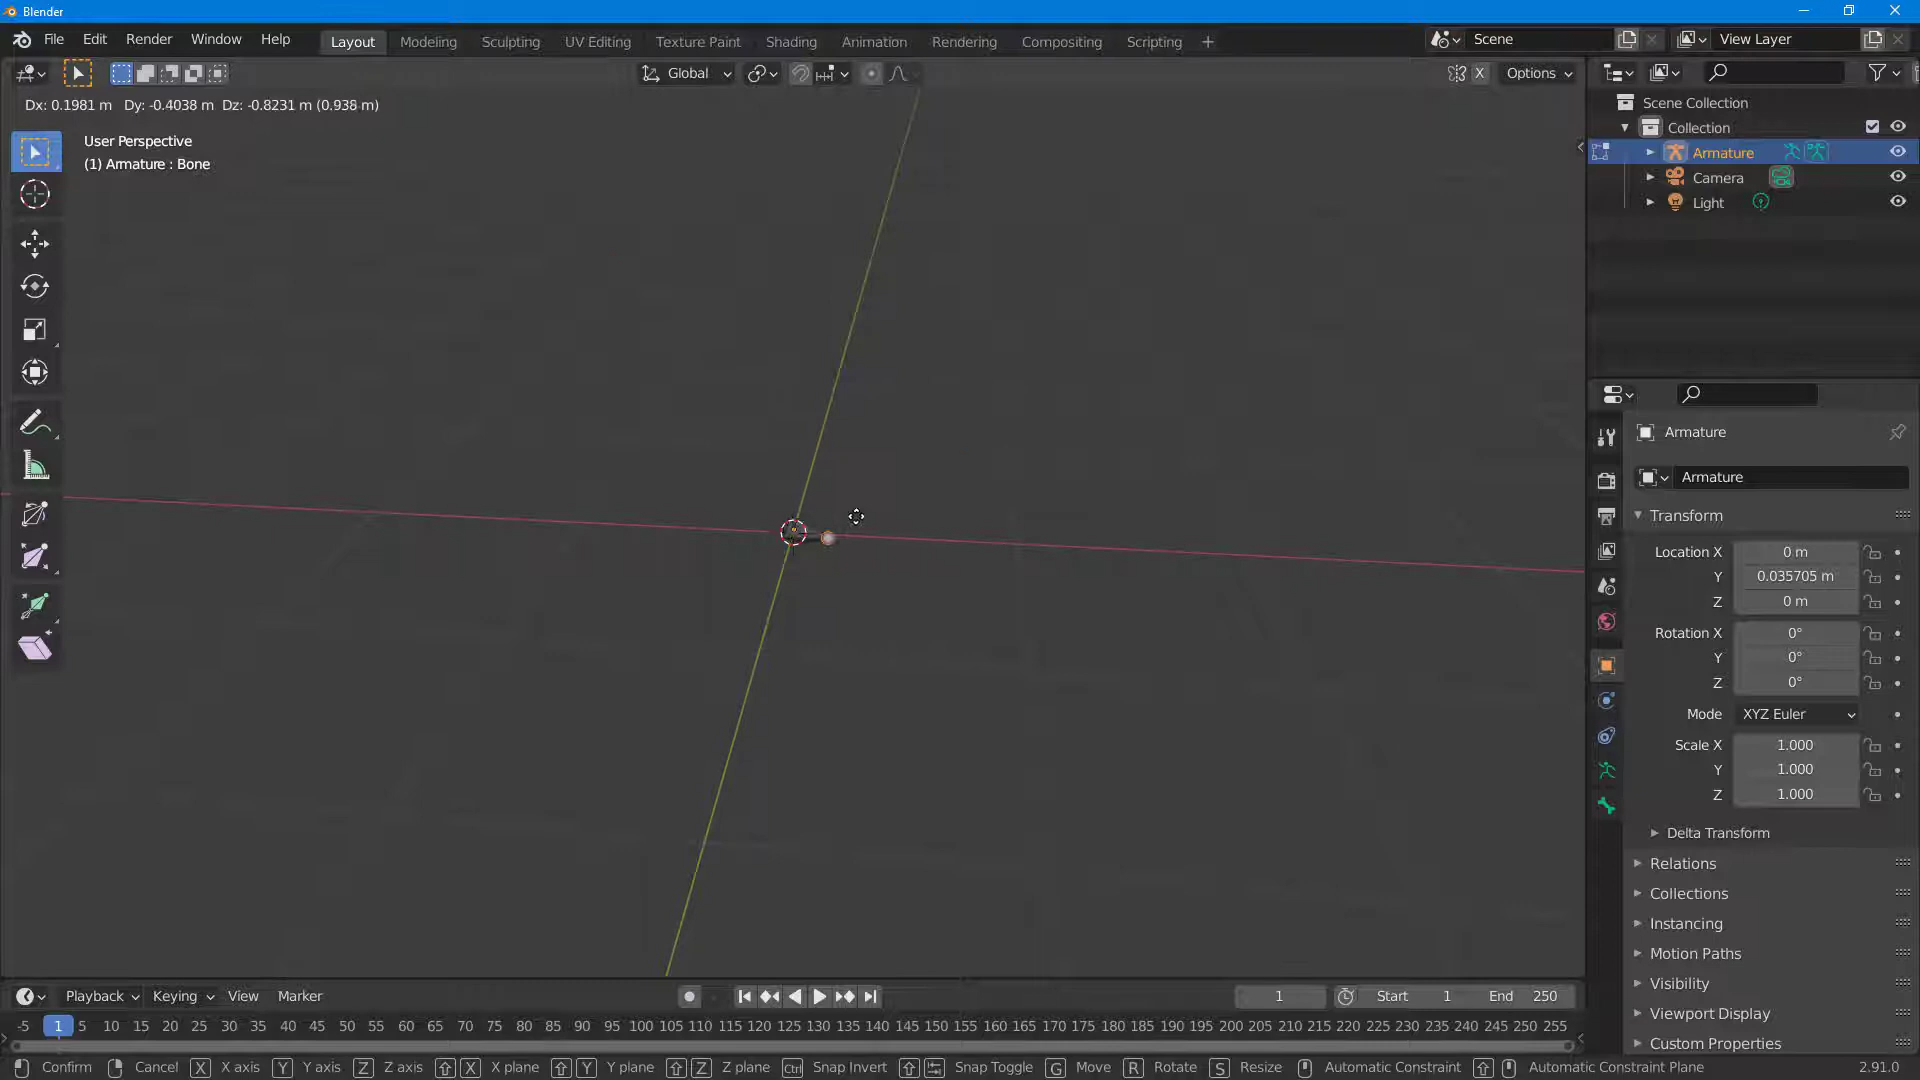 Blender
File Edit Render Window Help Layout Modeling Sculpting UV Editing Texture Paint Shading Animation Rendering Compositing Scripting + Scene View Layer
Global X Options
Dx: 0.1981 m Dy: -0.4038 m Dz: -0.8231 m (0.938 m)
User Perspective
(1) Armature : Bone
Scene Collection
Collection
Armature
Camera
Light
Armature
Armature
Transform
Location X 0 m
Y 0.035705 m
Z 0 m
Rotation X 0°
Y 0°
Z 0°
Mode XYZ Euler
Scale X 1.000
Y 1.000
Z 1.000
Delta Transform
Relations
Collections
Instancing
Motion Paths
Visibility
Viewport Display
Custom Properties
Playback Keying View Marker 1 Start 1 End 250
-5 1 5 10 15 20 25 30 35 40 45 50 55 60 65 70 75 80 85 90 95 100 105 110 115 120 125 130 135 140 145 150 155 160 165 170 175 180 185 190 195 200 205 210 215 220 225 230 235 240 245 250 255
Confirm Cancel X X axis Y Y axis Z Z axis X X plane Y Y plane Z Z plane Ctrl Snap Invert Snap Toggle G Move R Rotate S Resize Automatic Constraint Automatic Constraint Plane 2.91.0